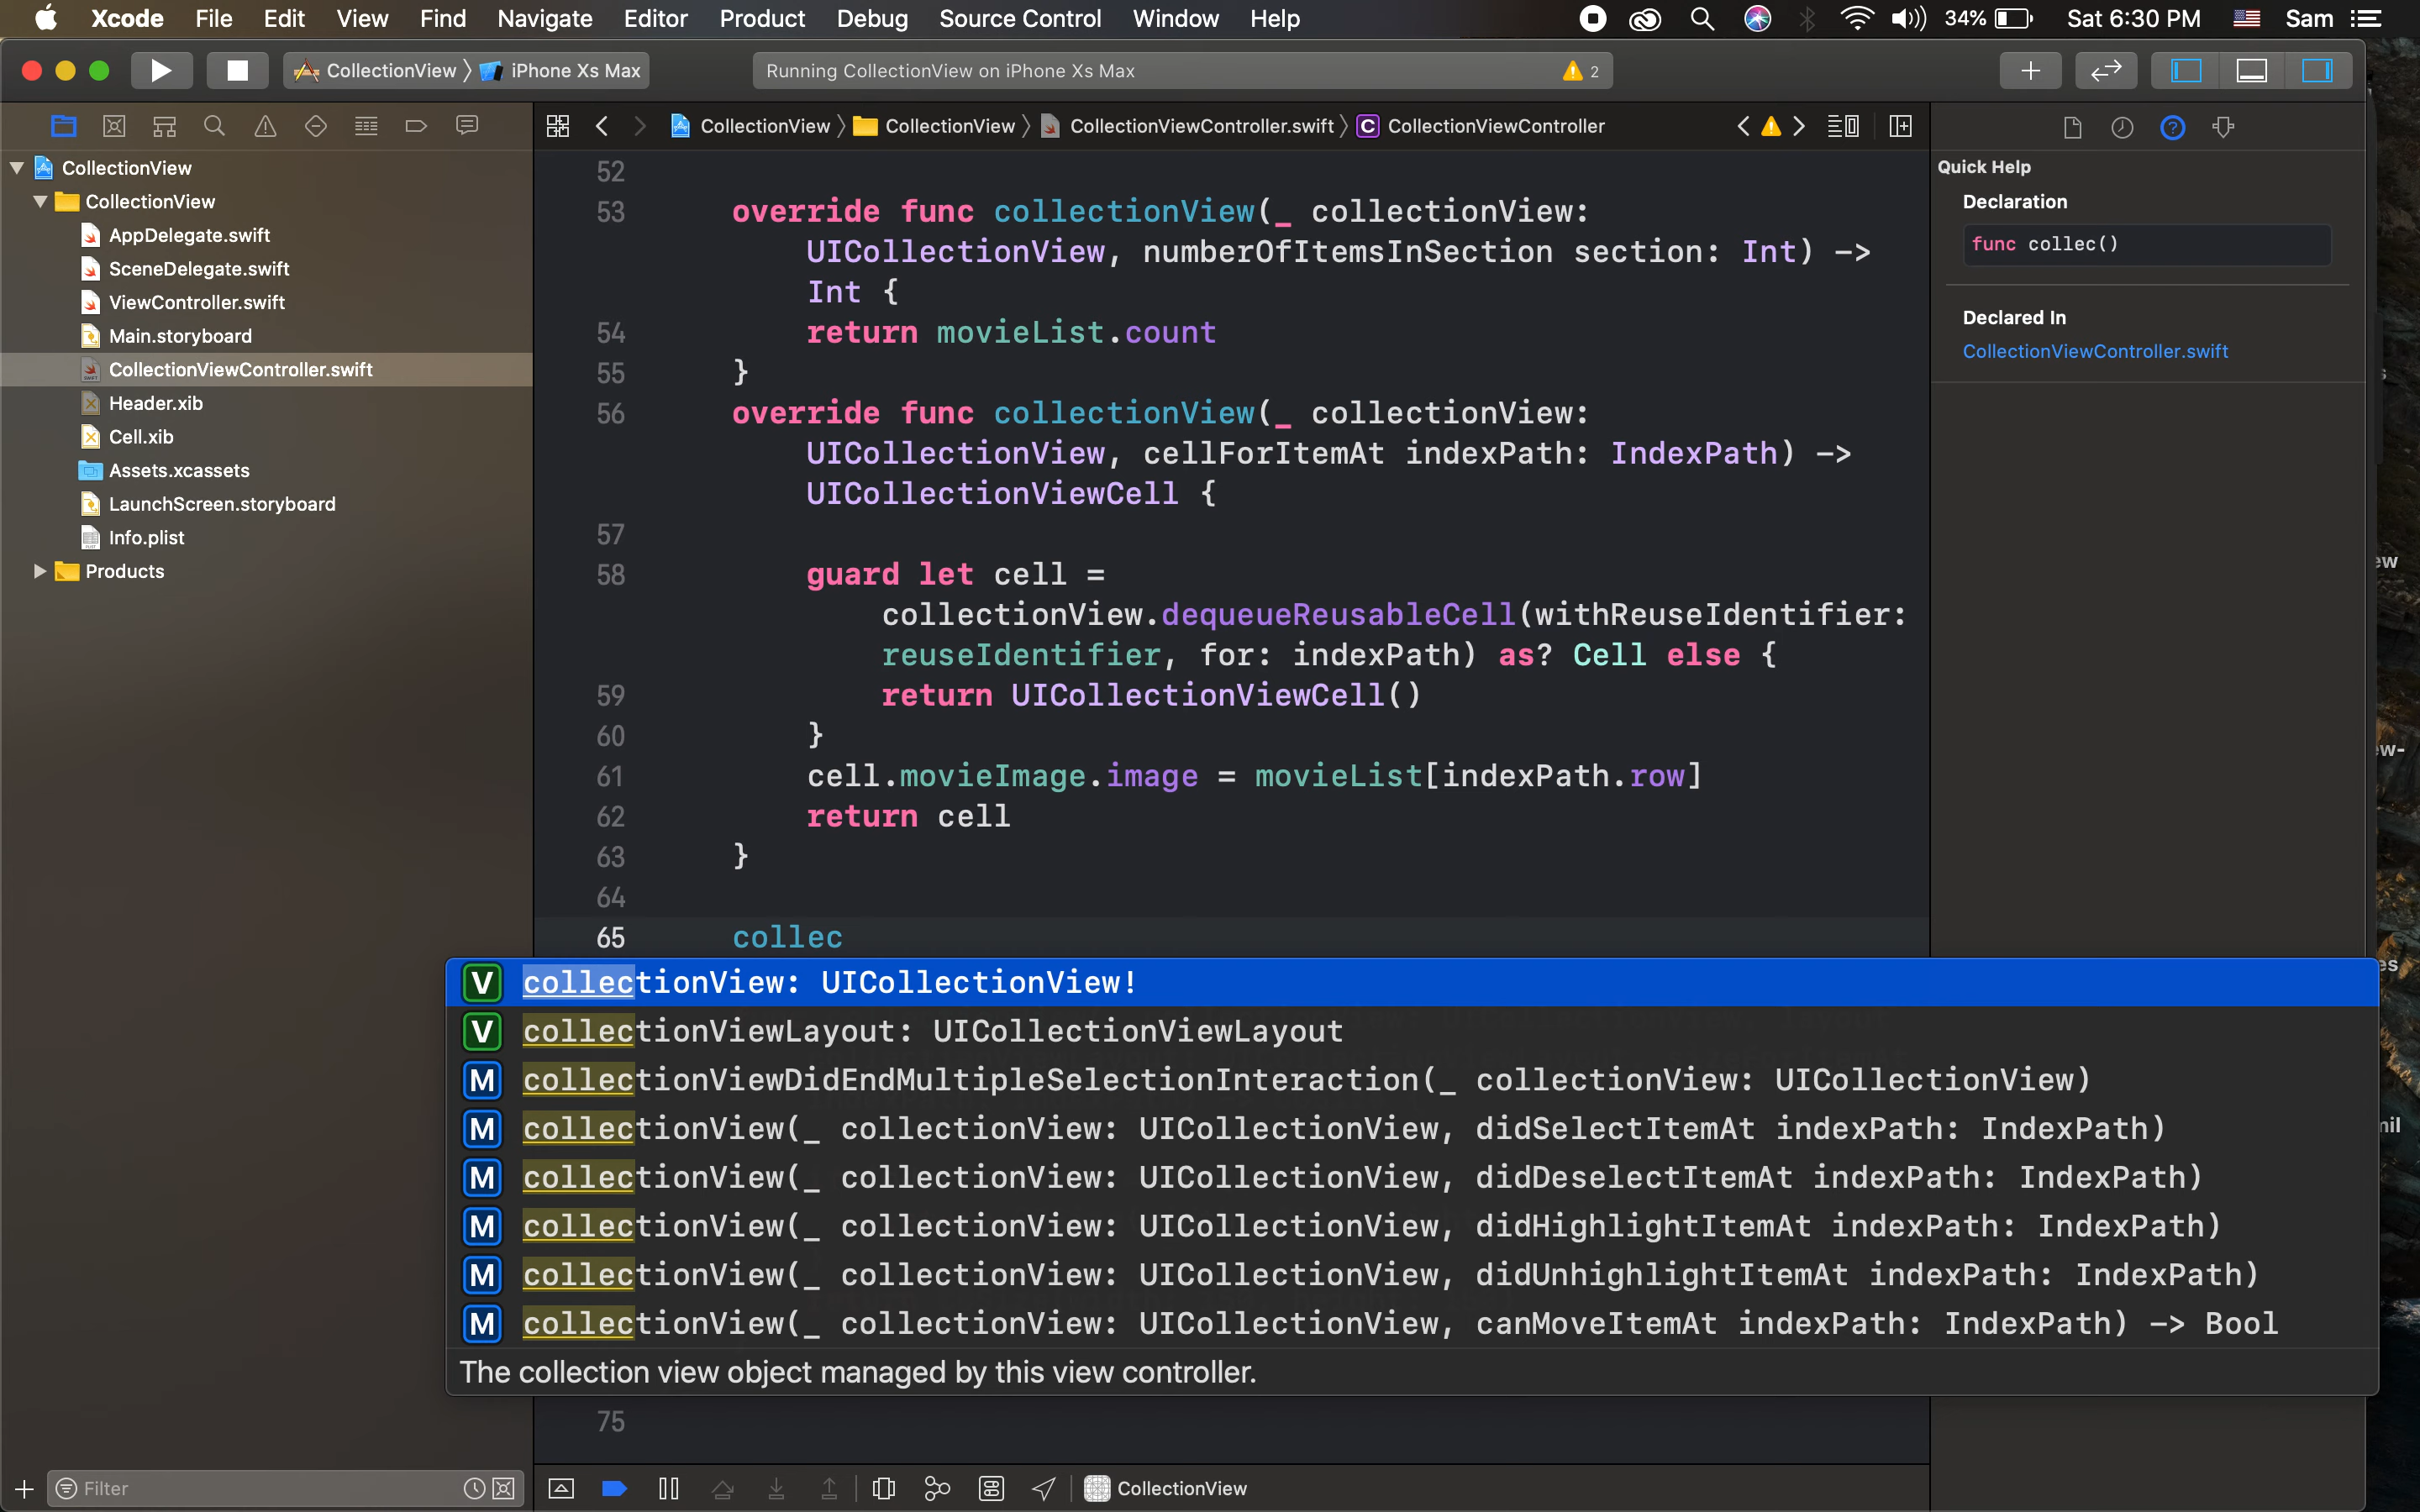 Xcode File Edit View Find Navigate Editor Product Debug Source Control Window Help 34% Sat 6:30 PM Sam
CollectionView iPhone Xs Max Running CollectionView on iPhone Xs Max 2
CollectionView CollectionView CollectionViewController.swift C CollectionViewController
CollectionView
CollectionView
AppDelegate.swift
SceneDelegate.swift
ViewController.swift
Main.storyboard
CollectionViewController.swift
Header.xib
Cell.xib
Assets.xcassets
LaunchScreen.storyboard
Info.plist
Products
Filter
52
53 override func collectionView(_ collectionView:
UICollectionView, numberOfItemsInSection section: Int) ->
Int {
54 return movieList.count
55 }
56 override func collectionView(_ collectionView:
UICollectionView, cellForItemAt indexPath: IndexPath) ->
UICollectionViewCell {
57
58 guard let cell =
collectionView.dequeueReusableCell(withReuseIdentifier:
reuseIdentifier, for: indexPath) as? Cell else {
59 return UICollectionViewCell()
60 }
61 cell.movieImage.image = movieList[indexPath.row]
62 return cell
63 }
64
65 collec
V collectionView: UICollectionView!
V collectionViewLayout: UICollectionViewLayout
M collectionViewDidEndMultipleSelectionInteraction(_ collectionView: UICollectionView)
M collectionView(_ collectionView: UICollectionView, didSelectItemAt indexPath: IndexPath)
M collectionView(_ collectionView: UICollectionView, didDeselectItemAt indexPath: IndexPath)
M collectionView(_ collectionView: UICollectionView, didHighlightItemAt indexPath: IndexPath)
M collectionView(_ collectionView: UICollectionView, didUnhighlightItemAt indexPath: IndexPath)
M collectionView(_ collectionView: UICollectionView, canMoveItemAt indexPath: IndexPath) -> Bool
The collection view object managed by this view controller.
75
CollectionView
Quick Help
Declaration
func collec()
Declared In
CollectionViewController.swift